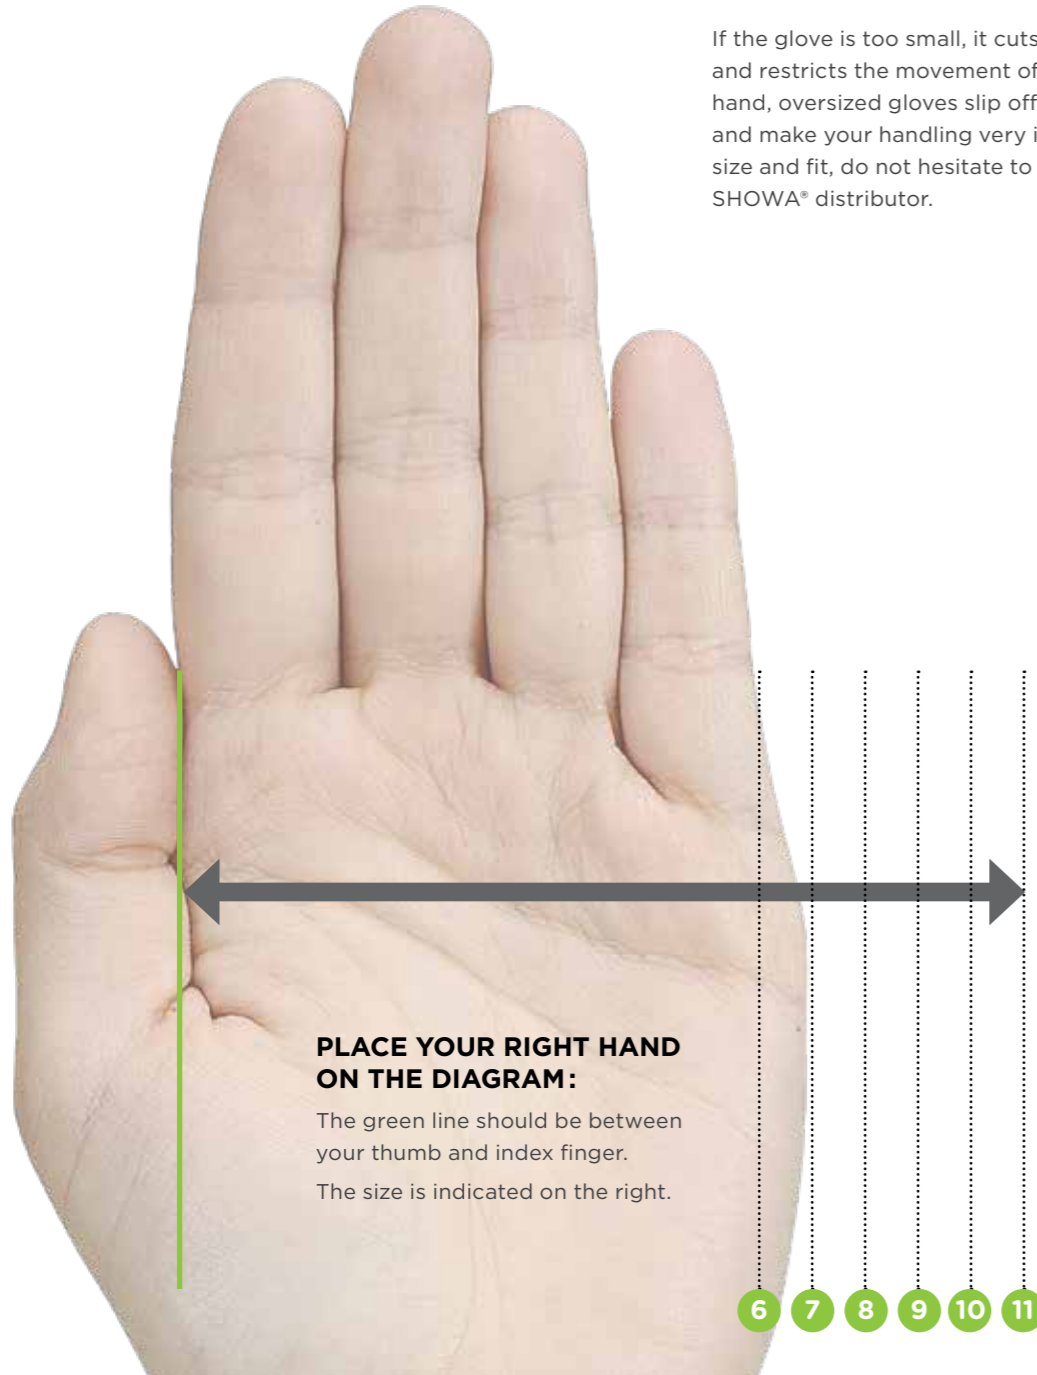 If the glove is too small, it cuts
and restricts the movement of
hand, oversized gloves slip off
and make your handling very
size and fit, do not hesitate to
SHOWA® distributor.
PLACE YOUR RIGHT HAND
ON THE DIAGRAM:
The green line should be between
your thumb and index finger.
The size is indicated on the right.
6 7 8 9 10 11